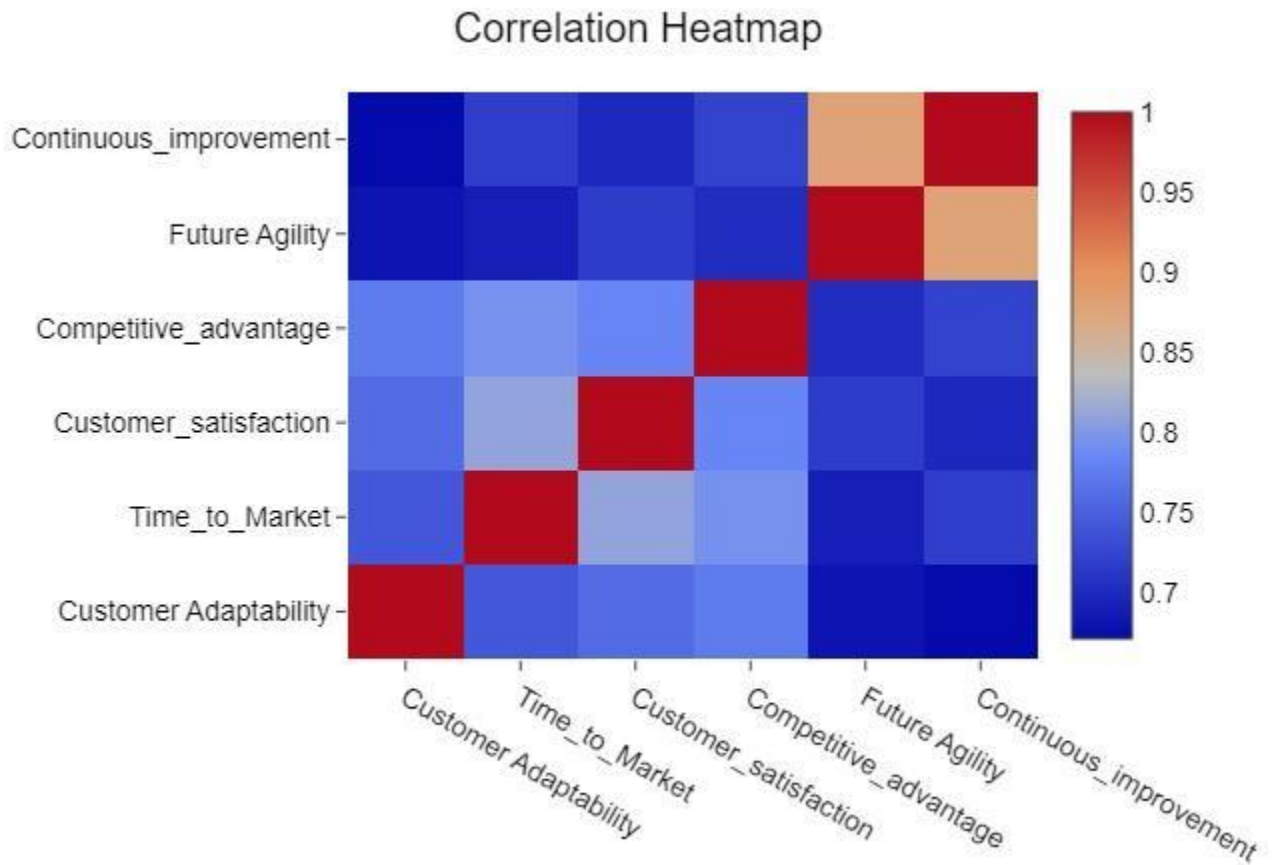 Correlation Heatmap
Continuous_improvement
Future Agility
Competitive_advantage
Customer_satisfaction
Time_to_Market
Customer Adaptability
1
0.95
0.9
0.85
0.8
0.75
0.7
Customer Adaptability
Time_to_Market
Customer_satisfaction
Competitive_advantage
Future Agility
Continuous_improvement